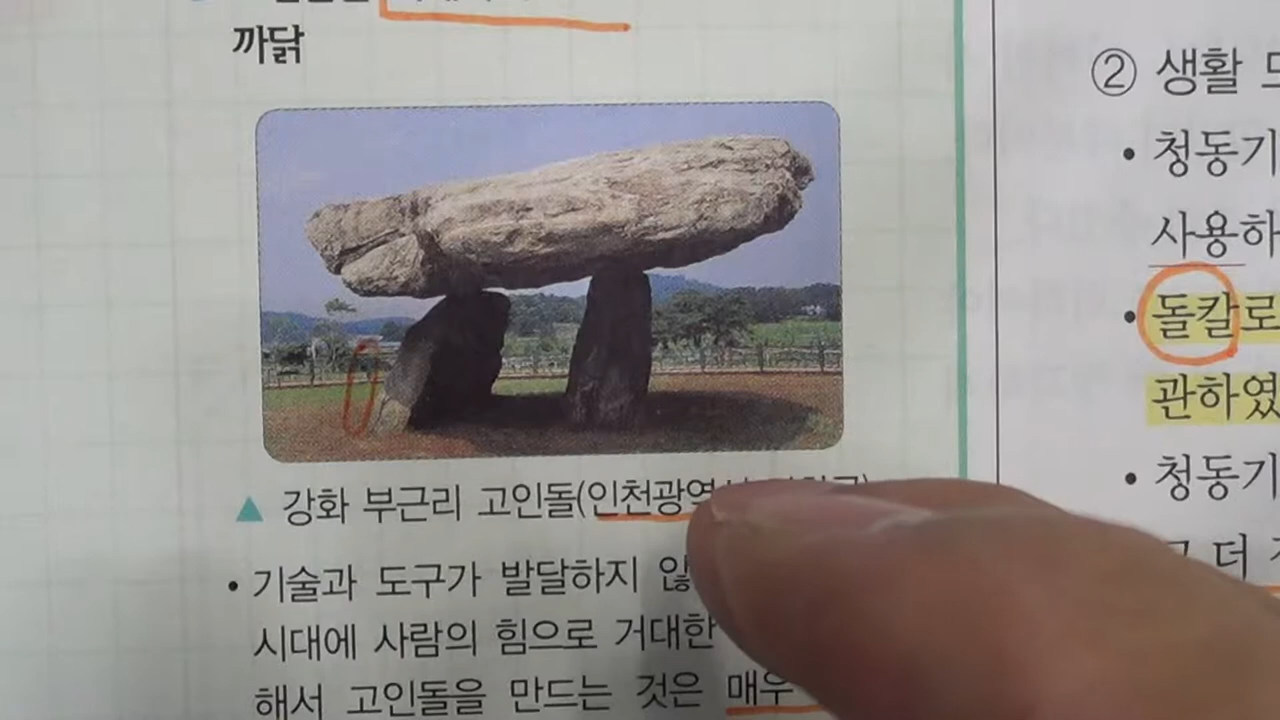 까닭
▲ 강화 부근리 고인돌(인천광역
• 기술과 도구가 발달하지 않
시대에 사람의 힘으로 거대한
해서 고인돌을 만드는 것은 매우
② 생활
• 청동기
사용하
• 돌칼로
관하였
• 청동기
더